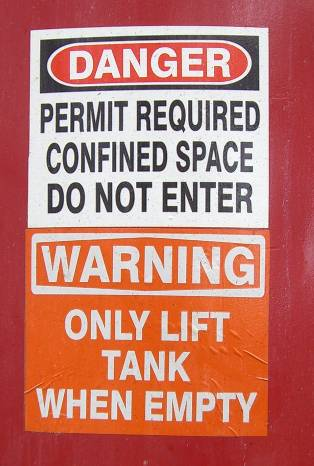 DANGER
PERMIT REQUIRED
CONFINED SPACE
DO NOT ENTER
WARNING
ONLY LIFT
TANK
WHEN EMPTY